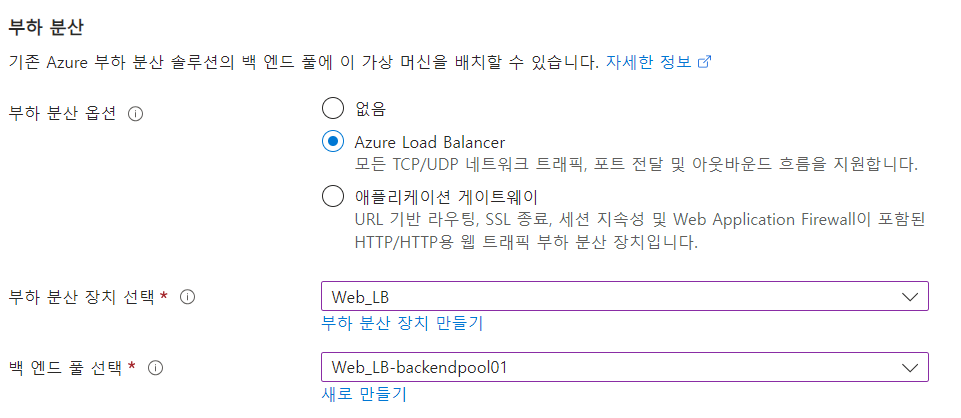 부하 분산
기존 Azure 부하 분산 솔루션의 백 엔드 풀에 이 가상 머신을 배치할 수 있습니다. 자세한 정보
부하 분산 옵션
없음
Azure Load Balancer
모든 TCP/UDP 네트워크 트래픽, 포트 전달 및 아웃바운드 흐름을 지원합니다.
애플리케이션 게이트웨이
URL 기반 라우팅, SSL 종료, 세션 지속성 및 Web Application Firewall이 포함된
HTTP/HTTP용 웹 트래픽 부하 분산 장치입니다.
부하 분산 장치 선택 *
Web_LB
부하 분산 장치 만들기
백 엔드 풀 선택 *
Web_LB-backendpool01
새로 만들기